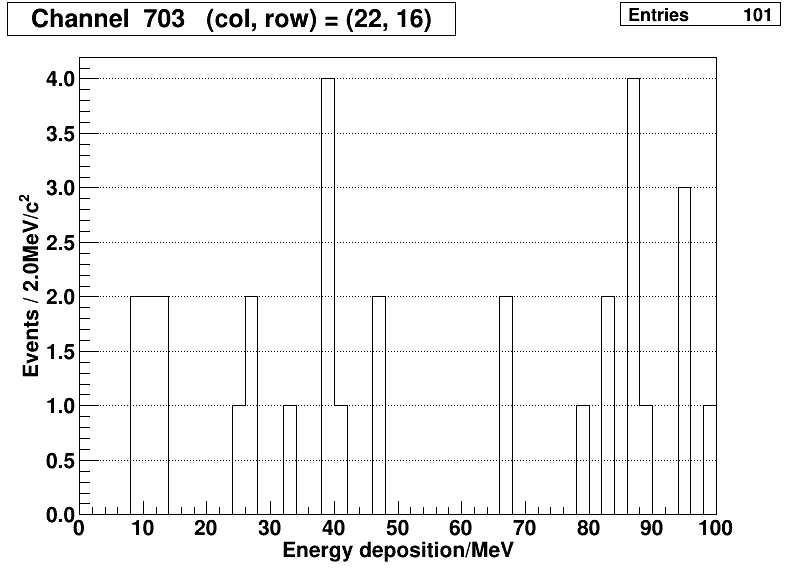 Channel 703 (col, row) = (22, 16)
Entries 101
Events / 2.0MeV/c²
4.0
3.5
3.0
2.5
2.0
1.5
1.0
0.5
0.0
0 10 20 30 40 50 60 70 80 90 100
Energy deposition/MeV